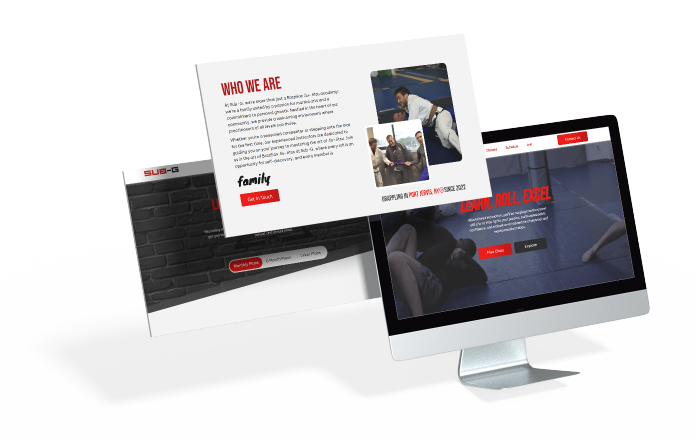 WHO WE ARE
At Sub-G, we're more than just a Brazilian Jiu-Jitsu academy;
we're a family united by a passion for martial arts and a
commitment to personal growth. Nestled in the heart of our
community, we provide a welcoming environment where
practitioners of all levels can thrive.
Whether you're a seasoned competitor or stepping onto the mat
for the first time, our experienced instructors are dedicated to
guiding you on your journey to mastering the art of Jiu-Jitsu. Join
us in the art of Brazilian Jiu-Jitsu at Sub-G, where every roll is an
opportunity for self-discovery, and every member is
family
Get In Touch
GRAPPLING IN PORT JERVIS, NY SINCE 2022
SUB-G
Monthly Plans
6 Month Plans
1 Year Plans
Schedule
Contact Us
LEARN, ROLL, EXCEL
Free Class
Explore